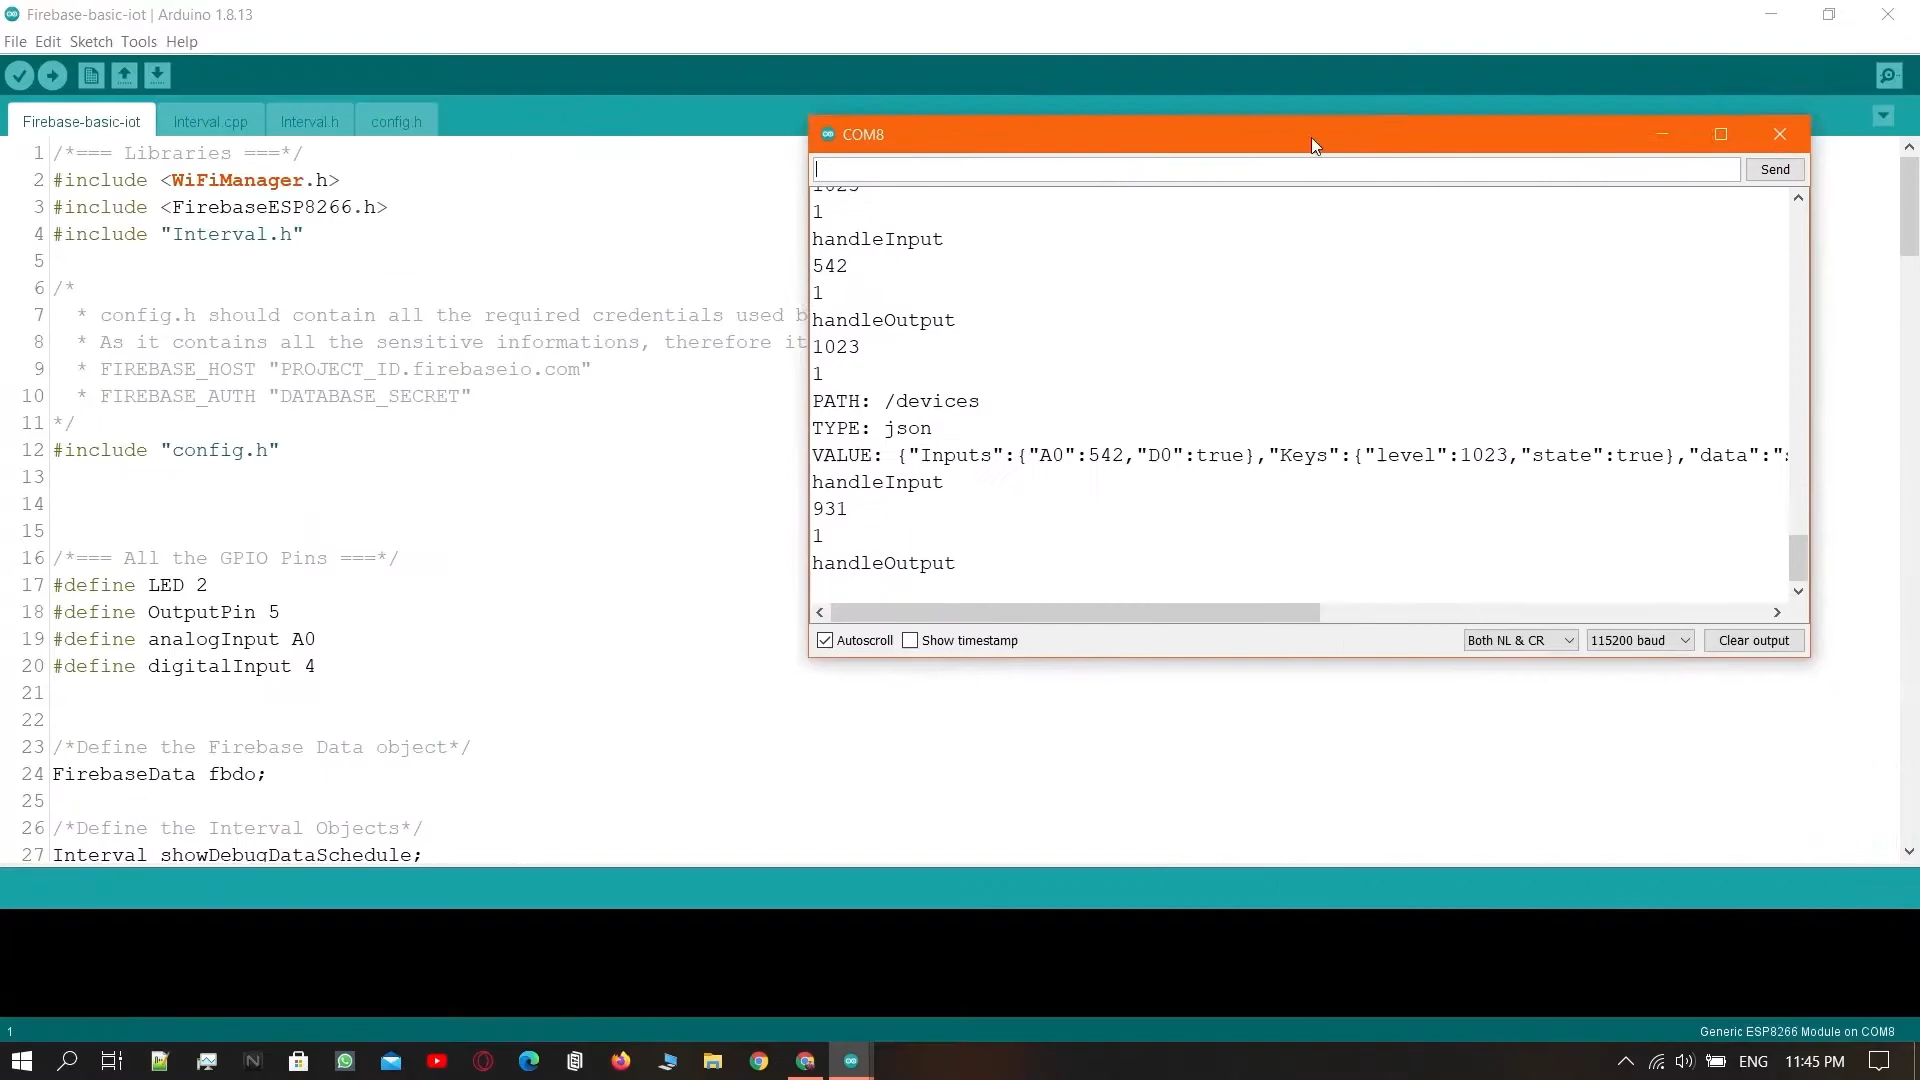 Firebase-basic-iot | Arduino 1.8.13
File Edit Sketch Tools Help
Firebase-basic-iot Interval.cpp Interval.h config.h
1 /*=== Libraries ===*/
2 #include <WiFiManager.h>
3 #include <FirebaseESP8266.h>
4 #include "Interval.h"
5
6 /*
7 * config.h should contain all the required credentials used b
8 * As it contains all the sensitive informations, therefore it
9 * FIREBASE_HOST "PROJECT_ID.firebaseio.com"
10 * FIREBASE_AUTH "DATABASE_SECRET"
11 */
12 #include "config.h"
13
14
15
16 /*=== All the GPIO Pins ===*/
17 #define LED 2
18 #define OutputPin 5
19 #define analogInput A0
20 #define digitalInput 4
21
22
23 /*Define the Firebase Data object*/
24 FirebaseData fbdo;
25
26 /*Define the Interval Objects*/
27 Interval showDebugDataSchedule;
COM8
Send
1023
1
handleInput
542
1
handleOutput
1023
1
PATH: /devices
TYPE: json
VALUE: {"Inputs":{"A0":542,"D0":true},"Keys":{"level":1023,"state":true},"data":"
handleInput
931
1
handleOutput
Autoscroll Show timestamp Both NL & CR 115200 baud Clear output
1 Generic ESP8266 Module on COM8
ENG 11:45 PM